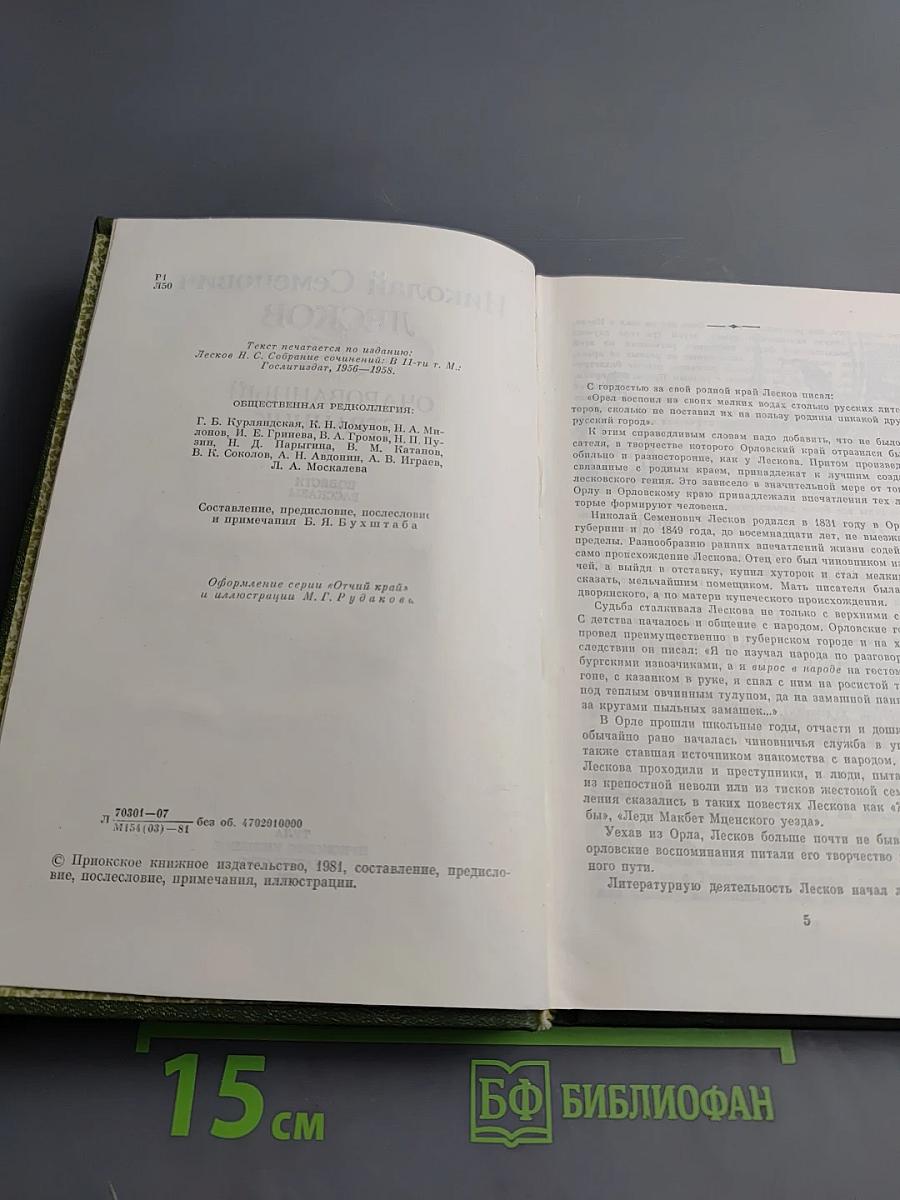 Р1
Л50
Текст печатается по изданию:
Лесков Н. С. Собрание сочинений: В 11-ти т. М.:
Гослитиздат, 1956—1958.
ОБЩЕСТВЕННАЯ РЕДКОЛЛЕГИЯ:
Г. Б. Курляндская, К. Н. Ломунов, Н. А. Ми-
лонов, И. Е. Гринева, В. А. Громов, Н. П. Пу-
зин, Н. Д. Парыгина, В. М. Катанов,
В. К. Соколов, А. Н. Авдонин, А. В. Играев,
Л. А. Москалева
Составление, предисловие, послесловие
и примечания Б. Я. Бухштаба
Оформление серии «Отчий край»
и иллюстрации М. Г. Рудакова
Л 70301—07
М154(03)—81 без об. 4702010000
© Приокское книжное издательство, 1981, составление, предисло-
вие, послесловие, примечания, иллюстрации.
С гордостью за свой родной край Лесков писал:
«Орел вспоил на своих мелких водах столько русских лите
торов, сколько не поставил их на пользу родины никакой дру
русский город».
К этим справедливым словам надо добавить, что не было
сателя, в творчестве которого Орловский край отразился бы
обильно и разносторонне, как у Лескова. Притом произвед
связанные с родным краем, принадлежат к лучшим созд
лесковского гения. Это зависело в значительной мере от то
Орлу и Орловскому краю принадлежали впечатления тех л
торые формируют человека.
Николай Семенович Лесков родился в 1831 году в Ор
губернии и до 1849 года, до восемнадцати лет, не выезж
пределы. Разнообразию ранних впечатлений жизни содей
само происхождение Лескова. Отец его был чиновником из
чей, а выйдя в отставку, купил хуторок и стал мелки
сказать, мельчайшим помещиком. Мать писателя была
дворянского, а по матери купеческого происхождения.
Судьба сталкивала Лескова не только с верхними с
С детства началось и общение с народом. Орловские го
провел преимущественно в губернском городе и на х
следствии он писал: «Я не изучал народа по разговор
бургскими извозчиками, а я вырос в народе на гостом
гоне, с казанком в руке, я спал с ним на росистой т
под теплым овчинным тулупом, да на замашной пани
за кругами пыльных замашек...»
В Орле прошли школьные годы, отчасти и дошк
обычайно рано началась чиновничья служба в уг
также ставшая источником знакомства с народом.
Лескова проходили и преступники, и люди, пыта
из крепостной неволи или из тисков жестокой сем
ления сказались в таких повестях Лескова как «
бы», «Леди Макбет Мценского уезда».
Уехав из Орла, Лесков больше почти не быв
орловские воспоминания питали его творчество
ного пути.
Литературную деятельность Лесков начал
5
15 см
БФ БИБЛИОФАН